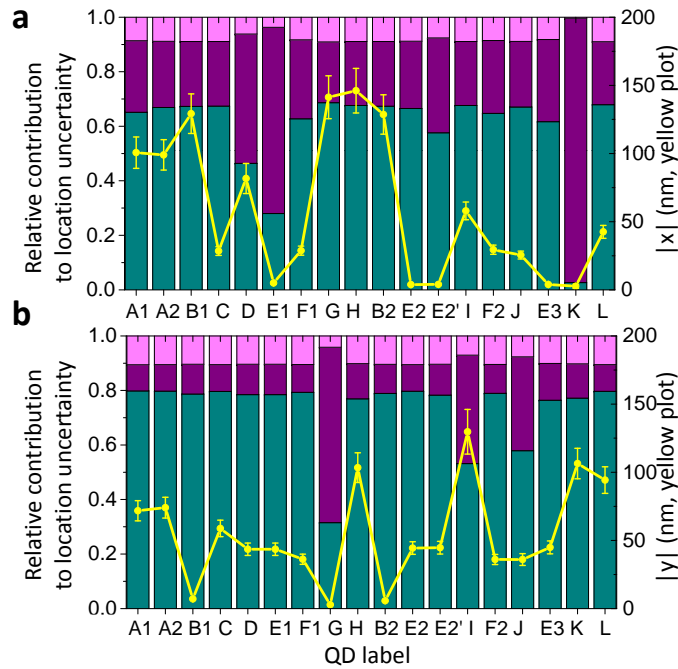 a
Relative contribution
to location uncertainty
1.0
0.8
0.6
0.4
0.2
0.0
200
150
100
50
0
|x| (nm, yellow plot)
A1 A2 B1 C D E1 F1 G H B2 E2 E2' I F2 J E3 K L
b
Relative contribution
to location uncertainty
1.0
0.8
0.6
0.4
0.2
0.0
200
150
100
50
0
|y| (nm, yellow plot)
A1 A2 B1 C D E1 F1 G H B2 E2 E2' I F2 J E3 K L
QD label